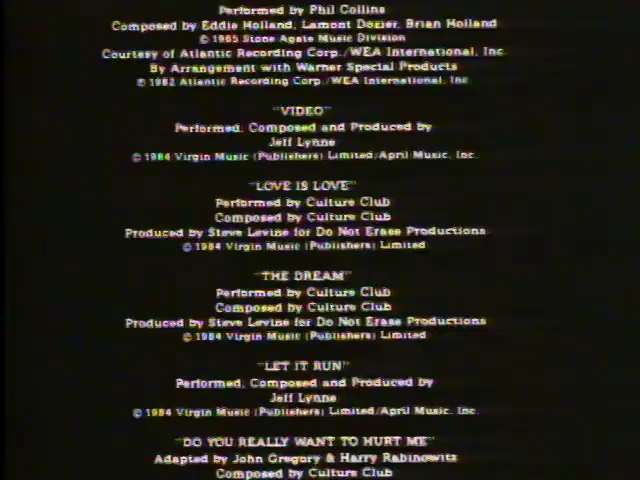 Performed by Phil Collins
Composed by Eddie Holland, Lamont Dozier, Brian Holland
© 1965 Stone Agate Music Division
Courtesy of Atlantic Recording Corp./WEA International, Inc.
By Arrangement with Warner Special Products
© 1982 Atlantic Recording Corp./WEA International, Inc.
"VIDEO"
Performed, Composed and Produced by
Jeff Lynne
© 1984 Virgin Music (Publishers) Limited/April Music, Inc.
"LOVE IS LOVE"
Performed by Culture Club
Composed by Culture Club
Produced by Steve Levine for Do Not Erase Productions
© 1984 Virgin Music (Publishers) Limited
"THE DREAM"
Performed by Culture Club
Composed by Culture Club
Produced by Steve Levine for Do Not Erase Productions
© 1984 Virgin Music (Publishers) Limited
"LET IT RUN"
Performed, Composed and Produced by
Jeff Lynne
© 1984 Virgin Music (Publishers) Limited/April Music, Inc.
"DO YOU REALLY WANT TO HURT ME"
Adapted by John Gregory & Harry Rabinowitz
Composed by Culture Club